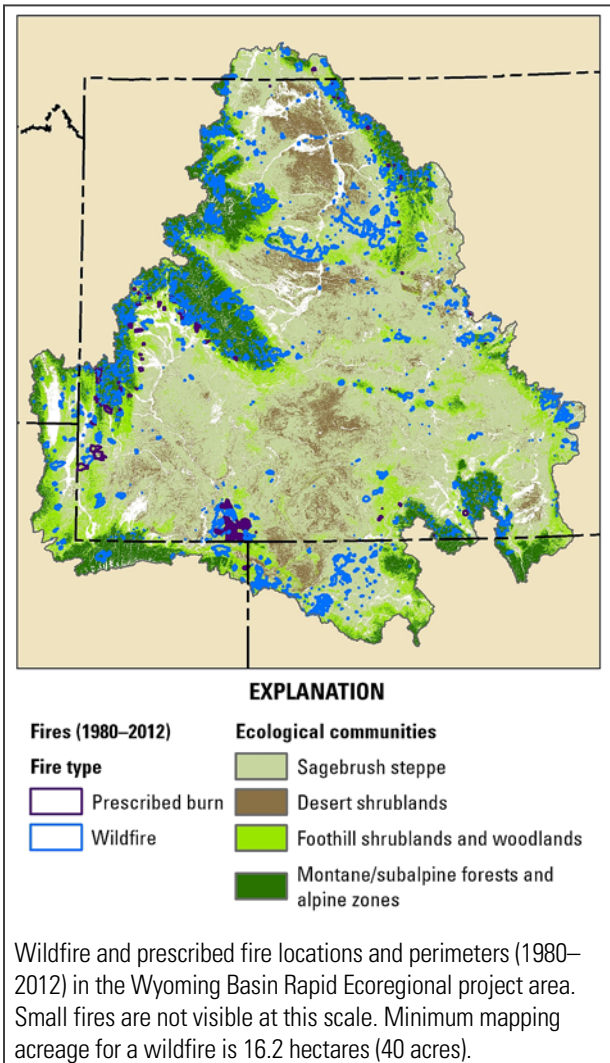 EXPLANATION
Fires (1980–2012)
Fire type
Prescribed burn
Wildfire
Ecological communities
Sagebrush steppe
Desert shrublands
Foothill shrublands and woodlands
Montane/subalpine forests and
alpine zones
Wildfire and prescribed fire locations and perimeters (1980–
2012) in the Wyoming Basin Rapid Ecoregional project area.
Small fires are not visible at this scale. Minimum mapping
acreage for a wildfire is 16.2 hectares (40 acres).